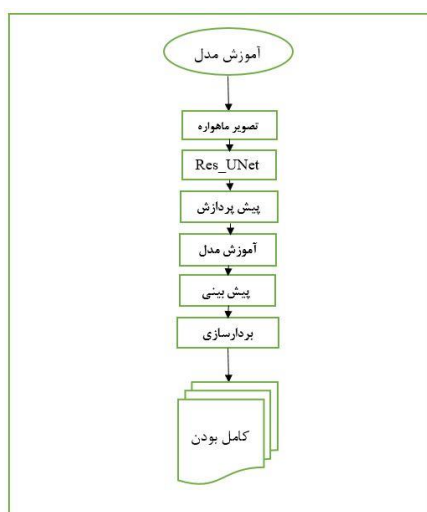 آموزش مدل
تصویر ماهواره
Res_UNet
پیش پردازش
آموزش مدل
پیش بینی
بردارسازی
کامل بودن